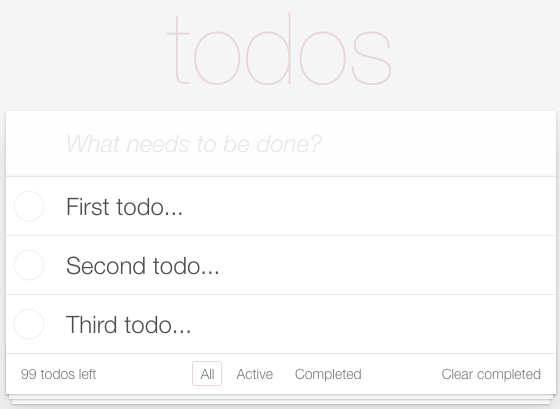 todos
What needs to be done?
First todo...
Second todo...
Third todo...
99 todos left All Active Completed Clear completed